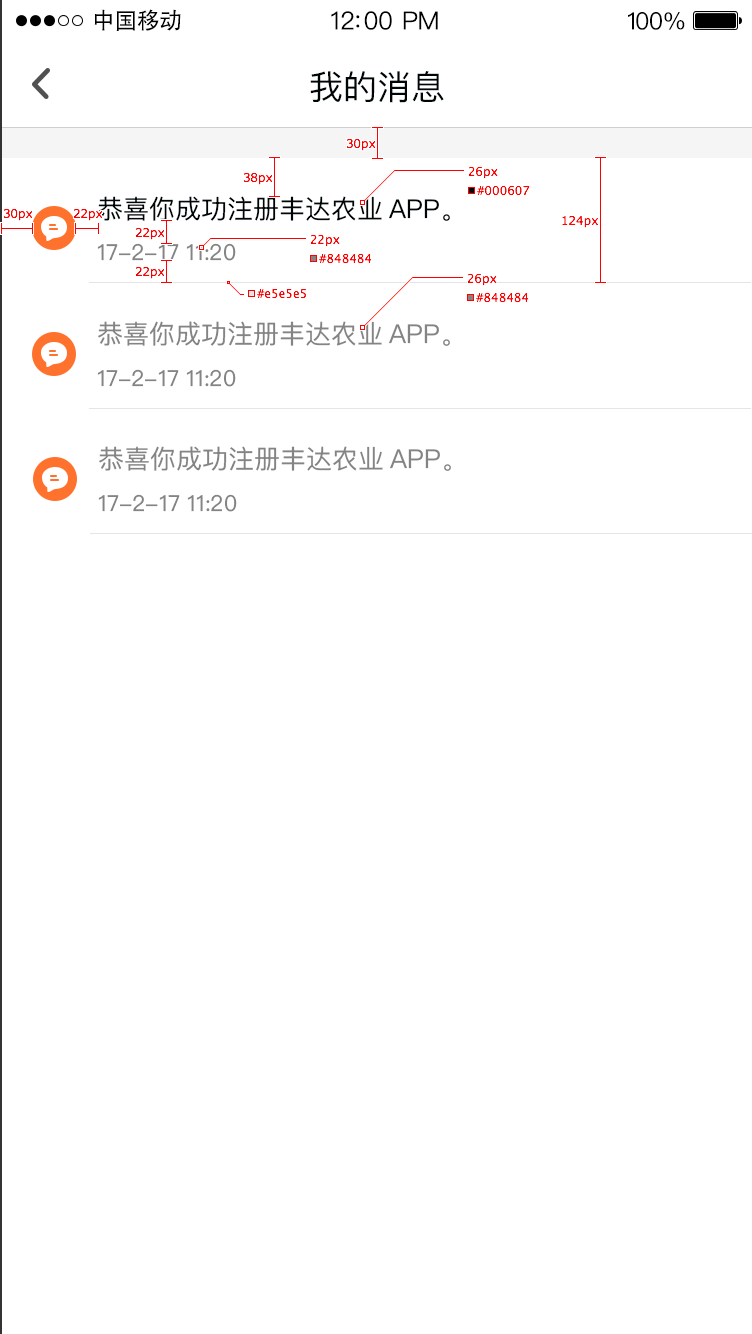 中国移动 12:00 PM 100%
我的消息
30px
38px
26px
#000607
恭喜你成功注册丰达农业 APP。
30px
22px
124px
22px
22px
#848484
17-2-17 11:20
22px
#e5e5e5
26px
#848484
恭喜你成功注册丰达农业 APP。
17-2-17 11:20
恭喜你成功注册丰达农业 APP。
17-2-17 11:20